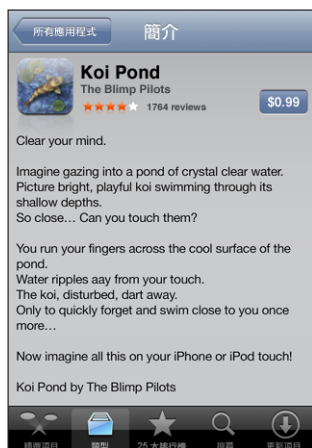 所有應用程式
簡介
Koi Pond
The Blimp Pilots
1764 reviews
$0.99
Clear your mind.
Imagine gazing into a pond of crystal clear water.
Picture bright, playful koi swimming through its
shallow depths.
So close… Can you touch them?
You run your fingers across the cool surface of the
pond.
Water ripples aay from your touch.
The koi, disturbed, dart away.
Only to quickly forget and swim close to you once
more…
Now imagine all this on your iPhone or iPod touch!
Koi Pond by The Blimp Pilots
精選項目
類型
25 大排行榜
搜尋
更新項目